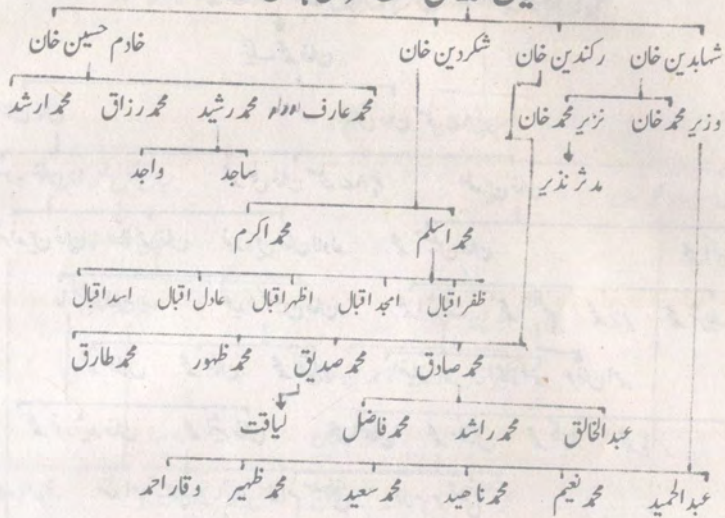 شہابدین خان رکندین خان شکردین خان خادم حسین خان
وزیر محمد خان نزیر محمد خان محمد عارف محمد رشید محمد رزاق محمد ارشد
مدثر نذیر ساجد واجد
محمد اسلم محمد اکرم
ظفر اقبال امجد اقبال اظہر اقبال عادل اقبال اسد اقبال
محمد صادق محمد صدیق محمد ظہور محمد طارق
عبدالخالق محمد راشد محمد فاضل لیاقت
عبدالحمید محمد نعیم محمد ناھید محمد سعید محمد ظہیر وقار احمد